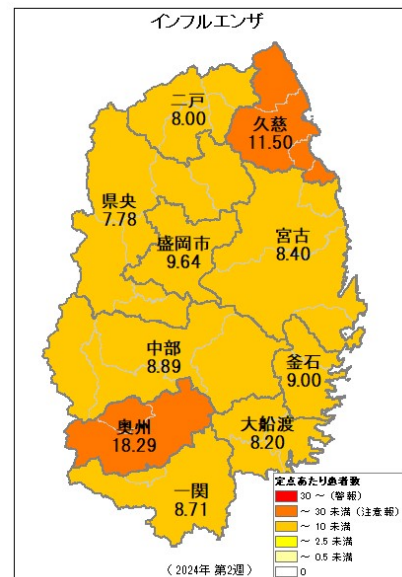 インフルエンザ
二戸
8.00
久慈
11.50
県央
7.78
盛岡市
9.64
宮古
8.40
中部
8.89
釜石
9.00
奥州
18.29
大船渡
8.20
一関
8.71
定点あたり患者数
30 ～ (警報)
～ 30 未満 (注意報)
～ 10 未満
～ 2.5 未満
～ 0.5 未満
0
（ 2024年 第2週 ）